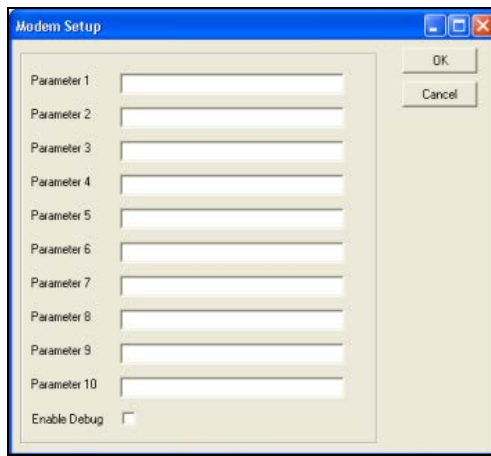 Modem Setup
OK
Cancel
Parameter 1
Parameter 2
Parameter 3
Parameter 4
Parameter 5
Parameter 6
Parameter 7
Parameter 8
Parameter 9
Parameter 10
Enable Debug